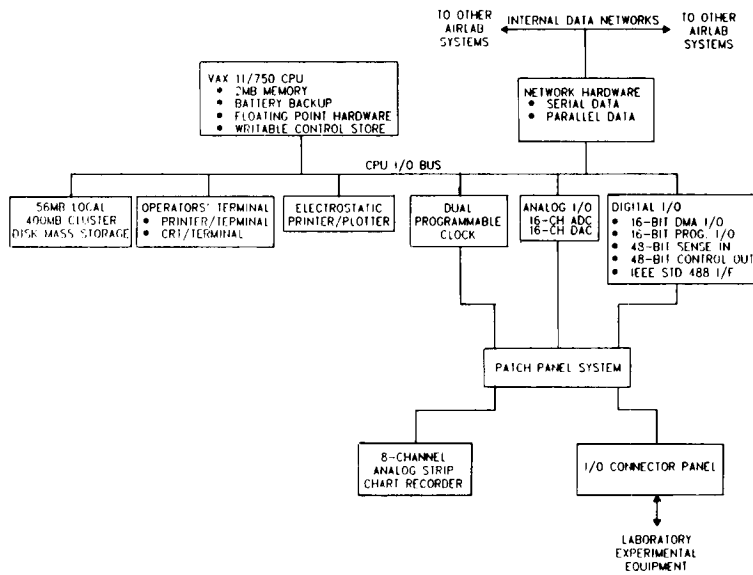 TO OTHER
AIRLAB
SYSTEMS
INTERNAL DATA NETWORKS
TO OTHER
AIRLAB
SYSTEMS
VAX 11/750 CPU
• 2MB MEMORY
• BATTERY BACKUP
• FLOATING POINT HARDWARE
• WRITABLE CONTROL STORE
NETWORK HARDWARE
• SERIAL DATA
• PARALLEL DATA
CPU I/O BUS
56MB LOCAL
400MB CLUSTER
DISK MASS STORAGE
OPERATORS' TERMINAL
• PRINTER/TERMINAL
• CRT/TERMINAL
ELECTROSTATIC
PRINTER/PLOTTER
DUAL
PROGRAMMABLE
CLOCK
ANALOG I/O
16-CH ADC
16-CH DAC
DIGITAL I/O
• 16-BIT DMA I/O
• 16-BIT PROG. I/O
• 48-BIT SENSE IN
• 48-BIT CONTROL OUT
• IEEE STD 488 I/F
PATCH PANEL SYSTEM
8-CHANNEL
ANALOG STRIP
CHART RECORDER
I/O CONNECTOR PANEL
LABORATORY
EXPERIMENTAL
EQUIPMENT